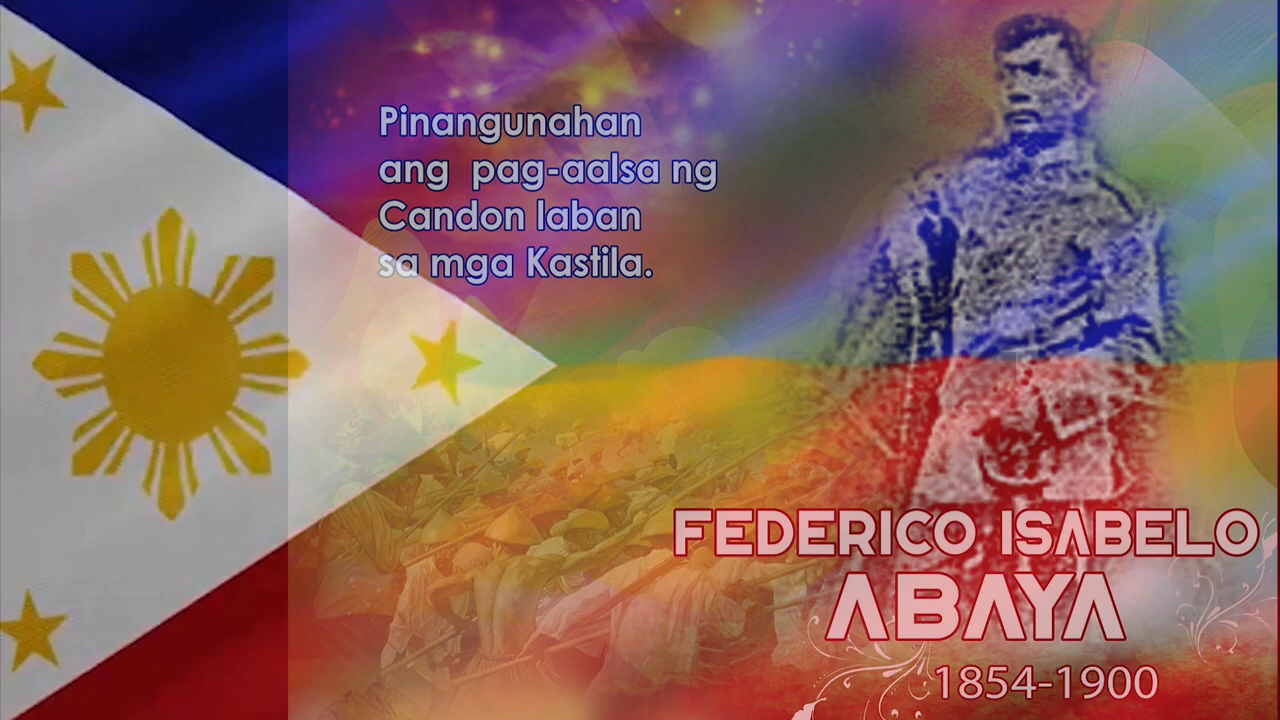 Pinangunahan
ang pag-aalsa ng
Candon laban
sa mga Kastila.
FEDERICO ISABELO
ABAYA
1854-1900